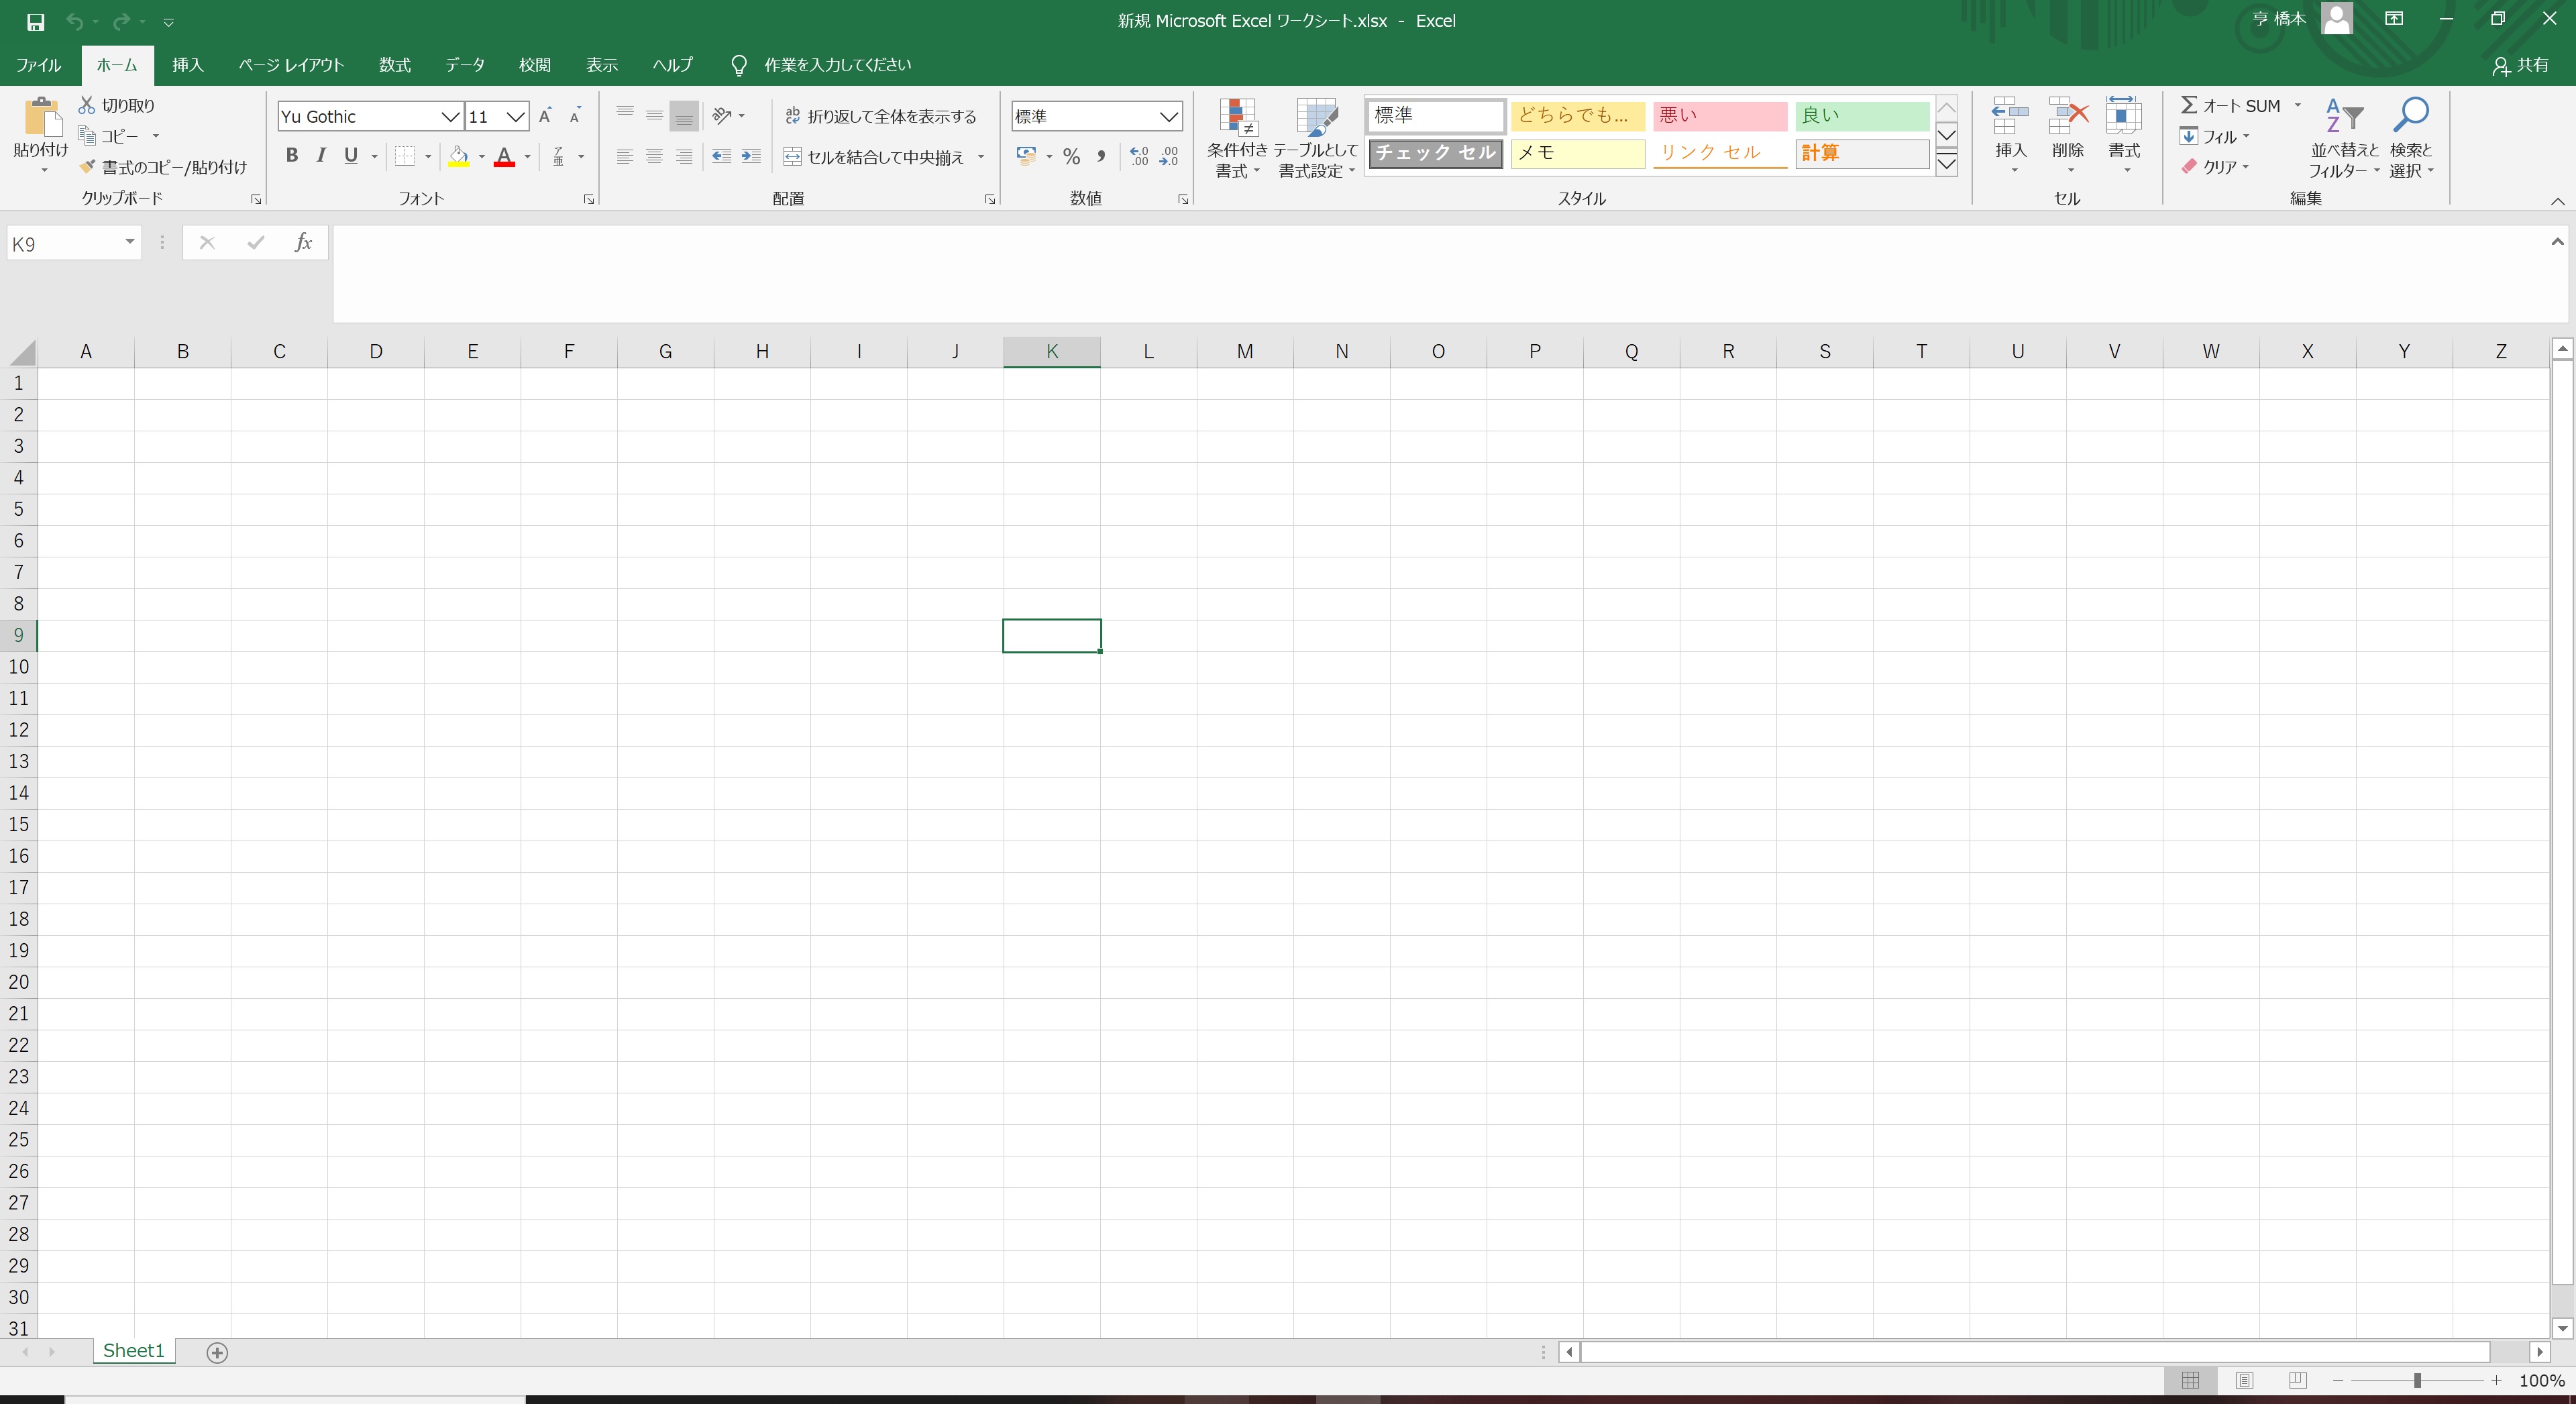 新規 Microsoft Excel ワークシート.xlsx - Excel
亨 橋本
ファイル ホーム 挿入 ページ レイアウト 数式 データ 校閲 表示 ヘルプ 作業を入力してください 共有
貼り付け
切り取り
コピー
書式のコピー/貼り付け
クリップボード
Yu Gothic 11
B I U
ア
亜
フォント
折り返して全体を表示する
セルを結合して中央揃え
配置
標準
% ,
数値
条件付き
書式
テーブルとして
書式設定
標準 どちらでも... 悪い 良い
チェック セル メモ リンク セル 計算
スタイル
挿入 削除 書式
セル
Σ オート SUM
フィル
クリア
並べ替えと
フィルター
検索と
選択
編集
K9
fx
A B C D E F G H I J K L M N O P Q R S T U V W X Y Z
1
2
3
4
5
6
7
8
9
10
11
12
13
14
15
16
17
18
19
20
21
22
23
24
25
26
27
28
29
30
31
Sheet1
100%